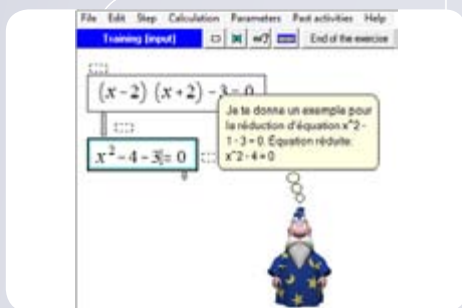 File Edit Step Calculation Parameters Past activities Help
Training (input) End of the exercise
(x-2) (x+2) -3=0
Je te donne un exemple pour
la réduction d'équation x^2 -
1 - 3 = 0. Équation réduite:
x^2 - 4 = 0
x²-4-3=0